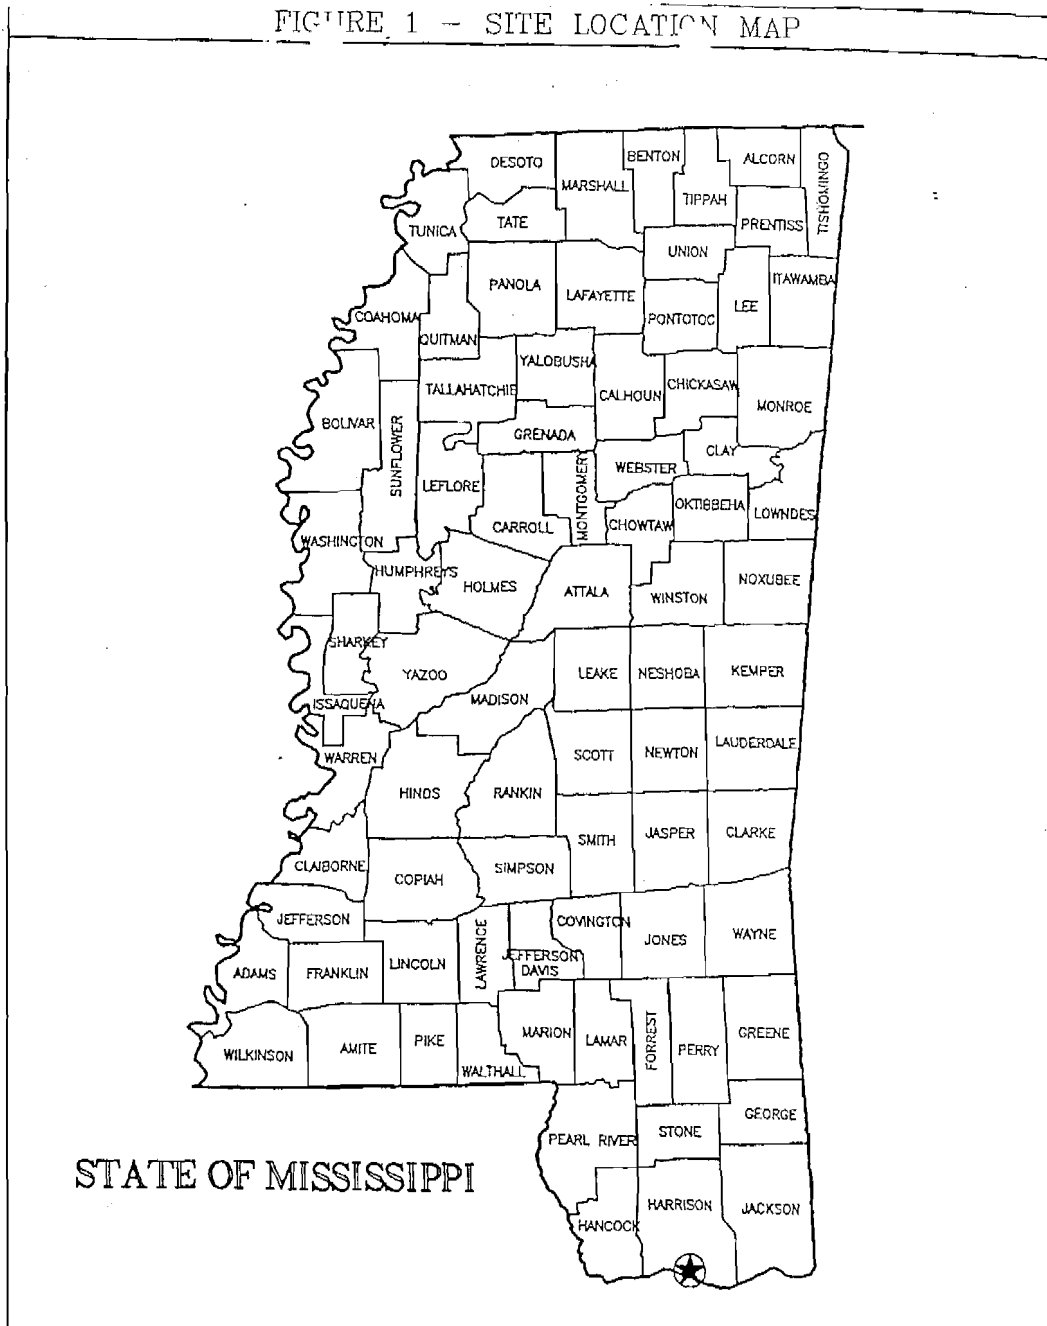 FIGURE 1 - SITE LOCATION MAP
DESOTO
BENTON
ALCORN
TISHOMINGO
MARSHALL
TIPPAH
TUNICA
TATE
PRENTISS
UNION
PANOLA
LAFAYETTE
ITAWAMBA
COAHOMA
QUITMAN
PONTOTOC
LEE
YALOBUSHA
TALLAHATCHIE
CALHOUN
CHICKASAW
MONROE
BOLIVAR
SUNFLOWER
GRENADA
CLAY
WEBSTER
LEFLORE
MONTGOMERY
OKTIBBEHA
LOWNDES
CARROLL
CHOWTAW
WASHINGTON
HUMPHREYS
HOLMES
ATTALA
WINSTON
NOXUBEE
SHARKEY
YAZOO
LEAKE
NESHOBA
KEMPER
ISSAQUENA
MADISON
WARREN
SCOTT
NEWTON
LAUDERDALE
HINDS
RANKIN
SMITH
JASPER
CLARKE
CLAIBORNE
COPIAH
SIMPSON
JEFFERSON
LAWRENCE
COVINGTON
JONES
WAYNE
ADAMS
FRANKLIN
LINCOLN
JEFFERSON
DAVIS
WILKINSON
AMITE
PIKE
WALTHALL
MARION
LAMAR
FORREST
PERRY
GREENE
GEORGE
PEARL RIVER
STONE
STATE OF MISSISSIPPI
HANCOCK
HARRISON
JACKSON